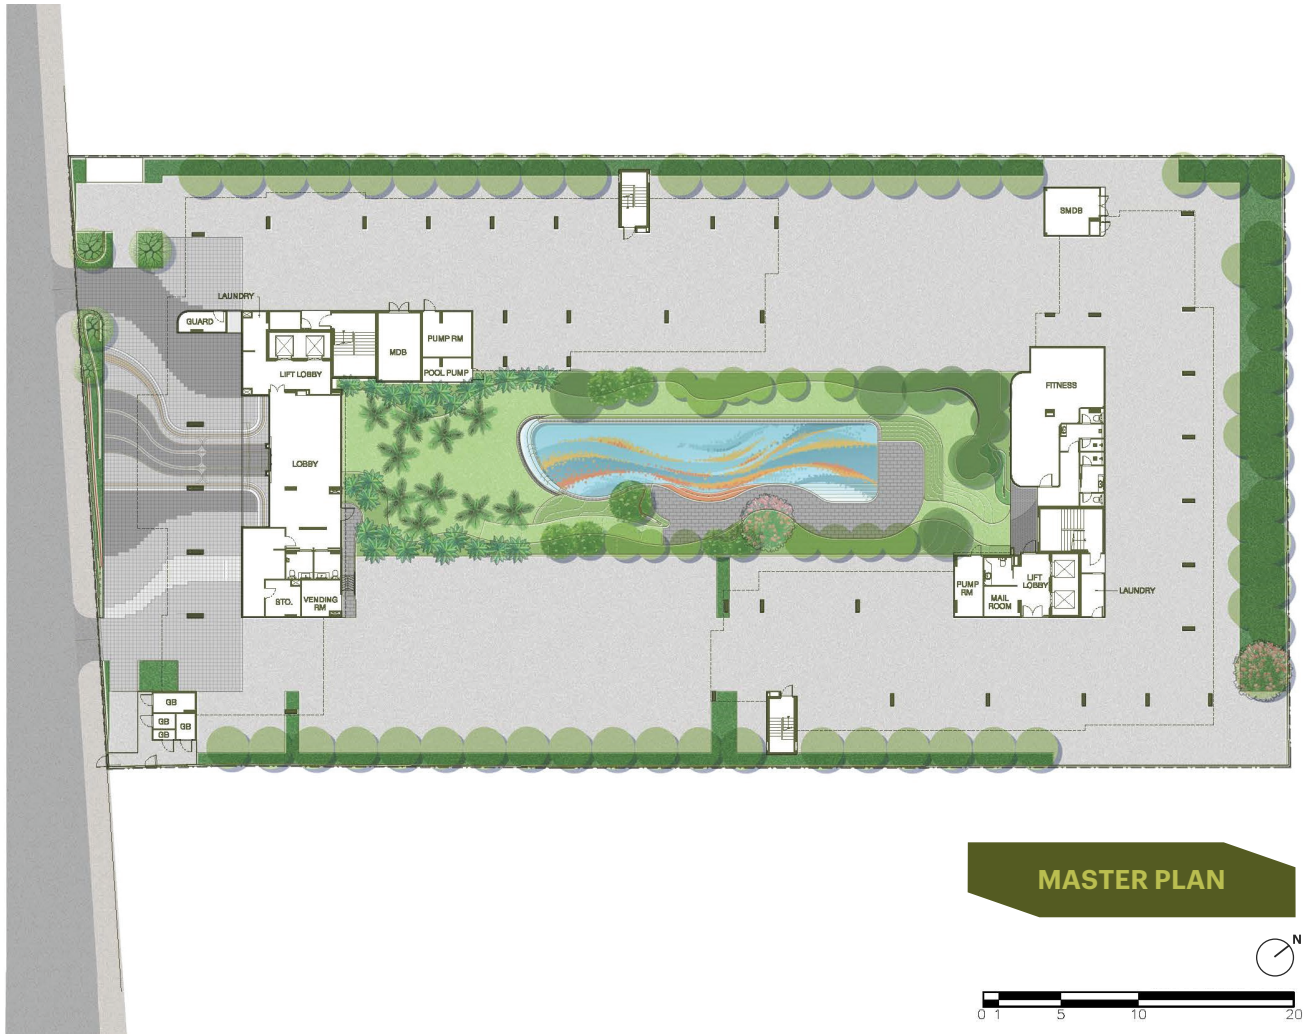 SMDB
LAUNDRY
GUARD
MDB
PUMP RM
POOL PUMP
LIFT LOBBY
FITNESS
LOBBY
STO.
VENDING
RM
PUMP
RM
LIFT
LOBBY
MAIL
ROOM
LAUNDRY
GB
GB
GB
GB
MASTER PLAN
N
0 1 5 10 20